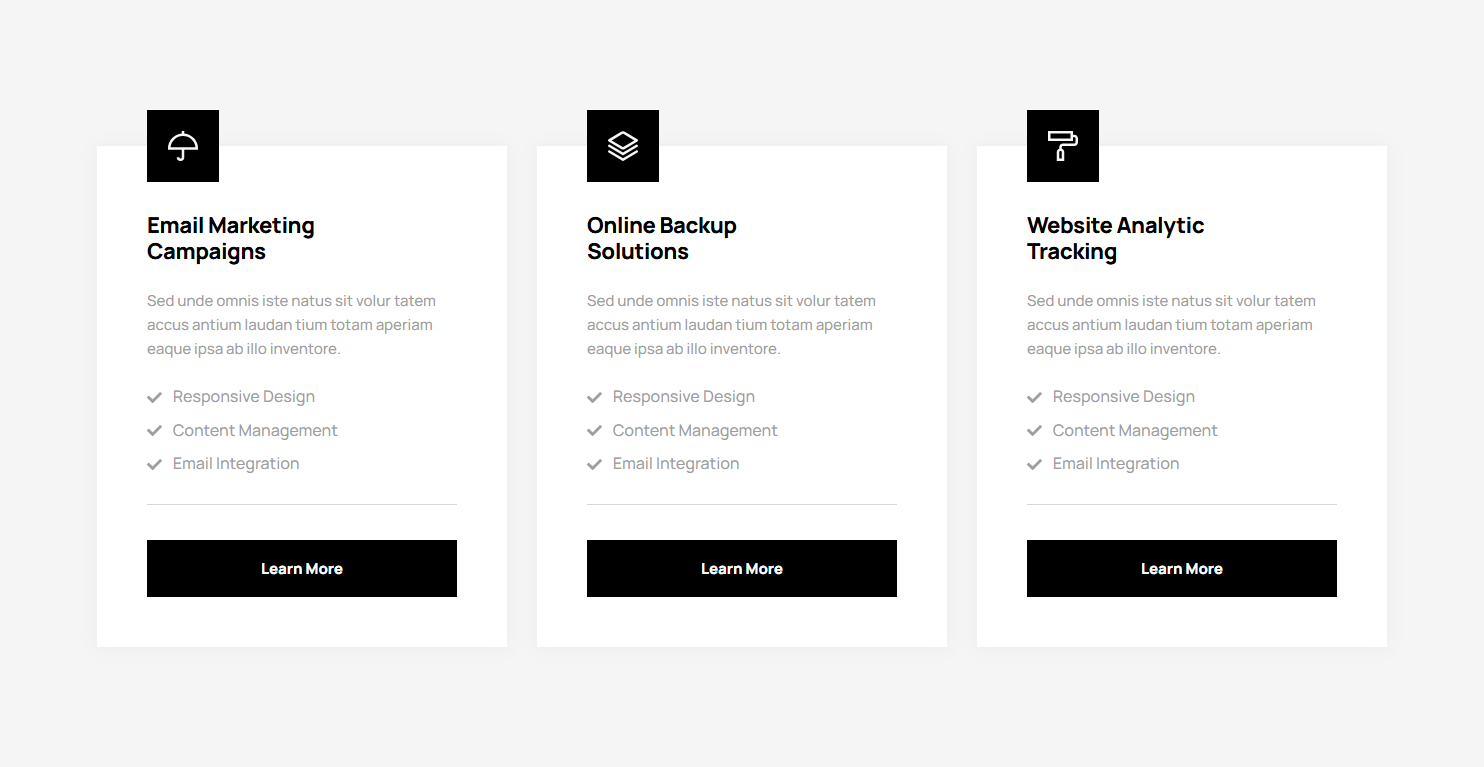 Email Marketing
Campaigns
Sed unde omnis iste natus sit volur tatem
accus antium laudan tium totam aperiam
eaque ipsa ab illo inventore.
Responsive Design
Content Management
Email Integration
Learn More
Online Backup
Solutions
Sed unde omnis iste natus sit volur tatem
accus antium laudan tium totam aperiam
eaque ipsa ab illo inventore.
Responsive Design
Content Management
Email Integration
Learn More
Website Analytic
Tracking
Sed unde omnis iste natus sit volur tatem
accus antium laudan tium totam aperiam
eaque ipsa ab illo inventore.
Responsive Design
Content Management
Email Integration
Learn More